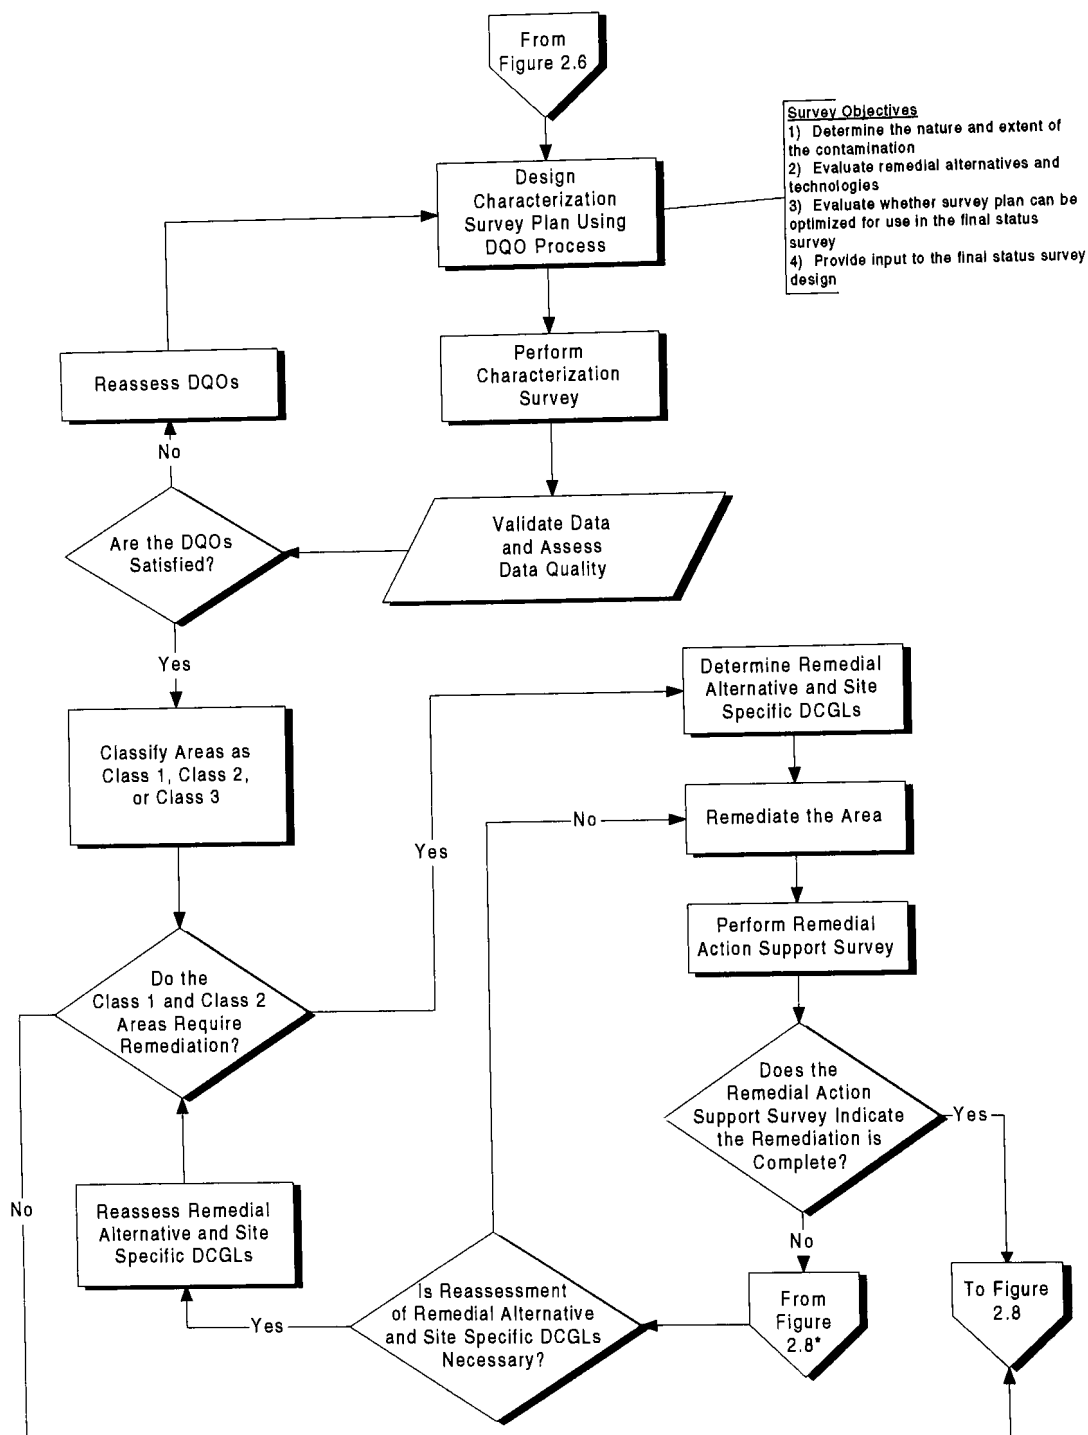 From
Figure 2.6
Survey Objectives
1) Determine the nature and extent of
the contamination
2) Evaluate remedial alternatives and
technologies
3) Evaluate whether survey plan can be
optimized for use in the final status
survey
4) Provide input to the final status survey
design
Design
Characterization
Survey Plan Using
DQO Process
Perform
Characterization
Survey
Reassess DQOs
No
Are the DQOs
Satisfied?
Validate Data
and Assess
Data Quality
Yes
Classify Areas as
Class 1, Class 2,
or Class 3
Determine Remedial
Alternative and Site
Specific DCGLs
Yes
No
Remediate the Area
Perform Remedial
Action Support Survey
Do the
Class 1 and Class 2
Areas Require
Remediation?
Does the
Remedial Action
Support Survey Indicate
the Remediation is
Complete?
Yes
No
Reassess Remedial
Alternative and Site
Specific DCGLs
No
Yes
Is Reassessment
of Remedial Alternative
and Site Specific DCGLs
Necessary?
From
Figure
2.8*
To Figure
2.8